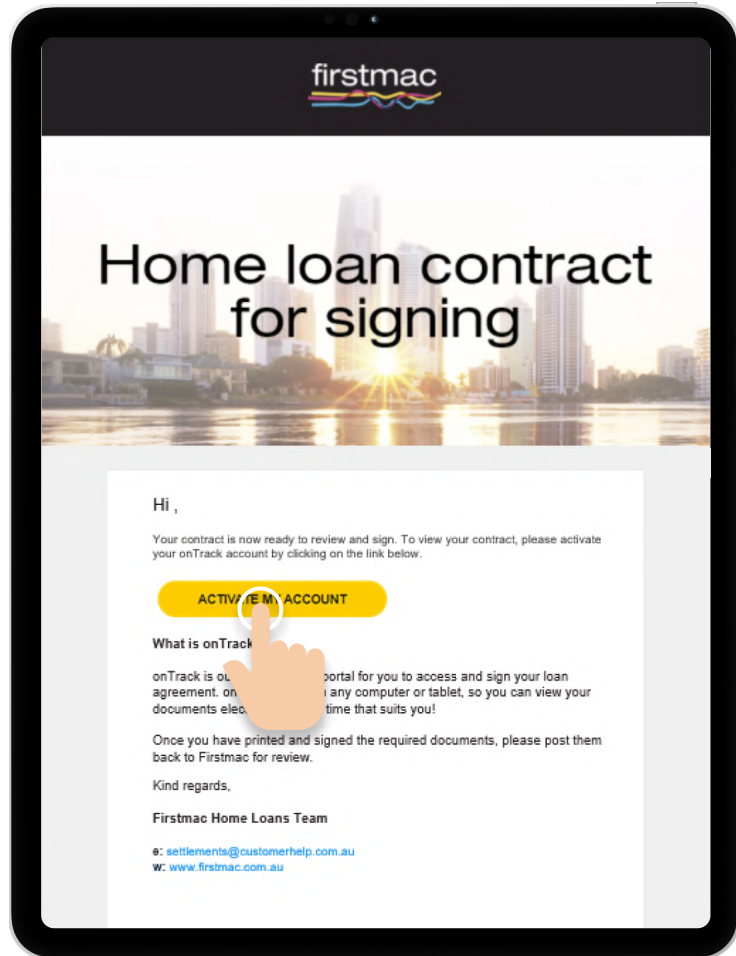 firstmac
Home loan contract
for signing
Hi ,
Your contract is now ready to review and sign. To view your contract, please activate
your onTrack account by clicking on the link below.
ACTIVATE MY ACCOUNT
What is onTrack
onTrack is portal for you to access and sign your loan
agreement. any computer or tablet, so you can view your
documents time that suits you!
Once you have printed and signed the required documents, please post them
back to Firstmac for review.
Kind regards,
Firstmac Home Loans Team
e: settlements@customerhelp.com.au
w: www.firstmac.com.au